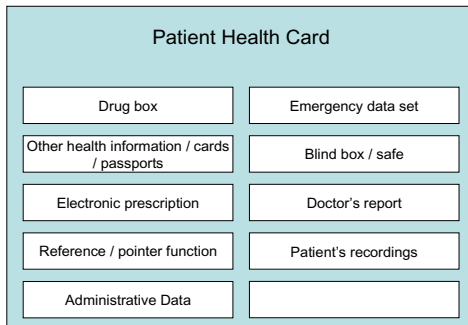 Patient Health Card
Drug box
Emergency data set
Other health information / cards
/ passports
Blind box / safe
Electronic prescription
Doctor's report
Reference / pointer function
Patient's recordings
Administrative Data